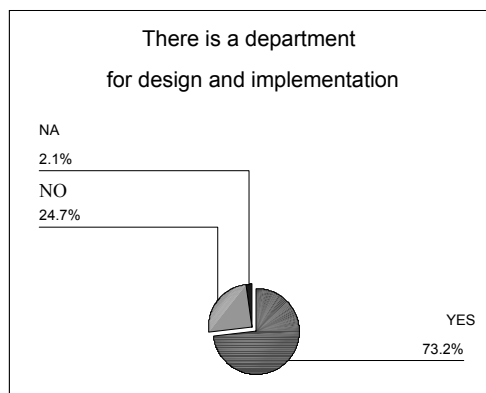 There is a department
for design and implementation
NA
2.1%
NO
24.7%
YES
73.2%